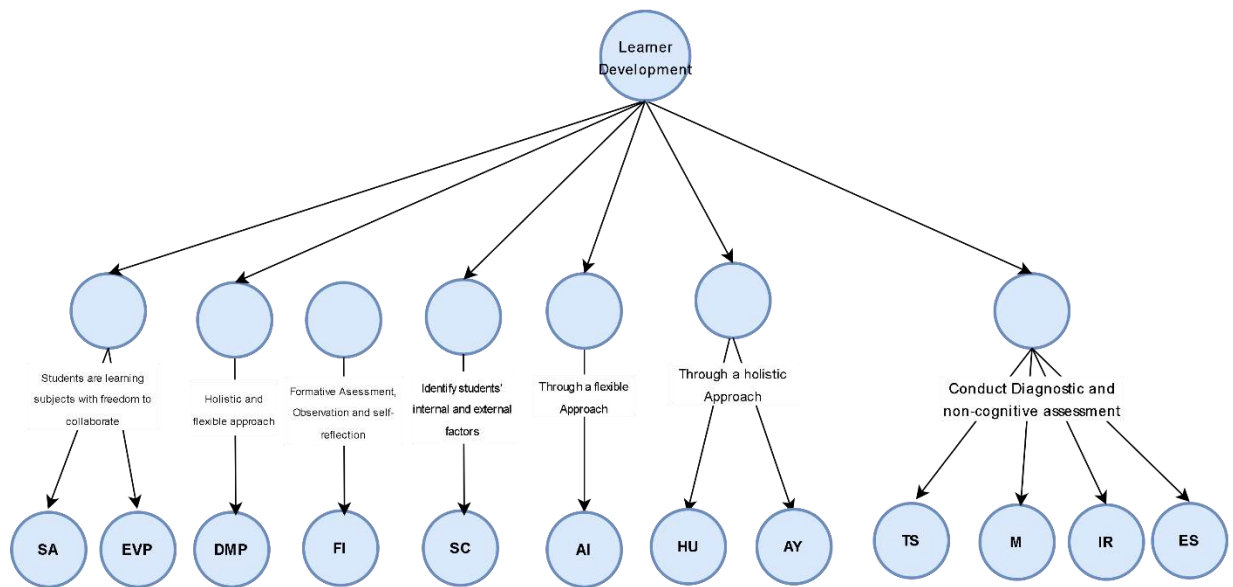 Learner
Development
Students are learning
subjects with freedom to
collaborate
Holistic and
flexible approach
Formative Assessment,
Observation and self-
reflection
Identify students'
internal and external
factors
Through a flexible
Approach
Through a holistic
Approach
Conduct Diagnostic and
non-cognitive assessment
SA
EVP
DMP
FI
SC
AI
HU
AY
TS
M
IR
ES